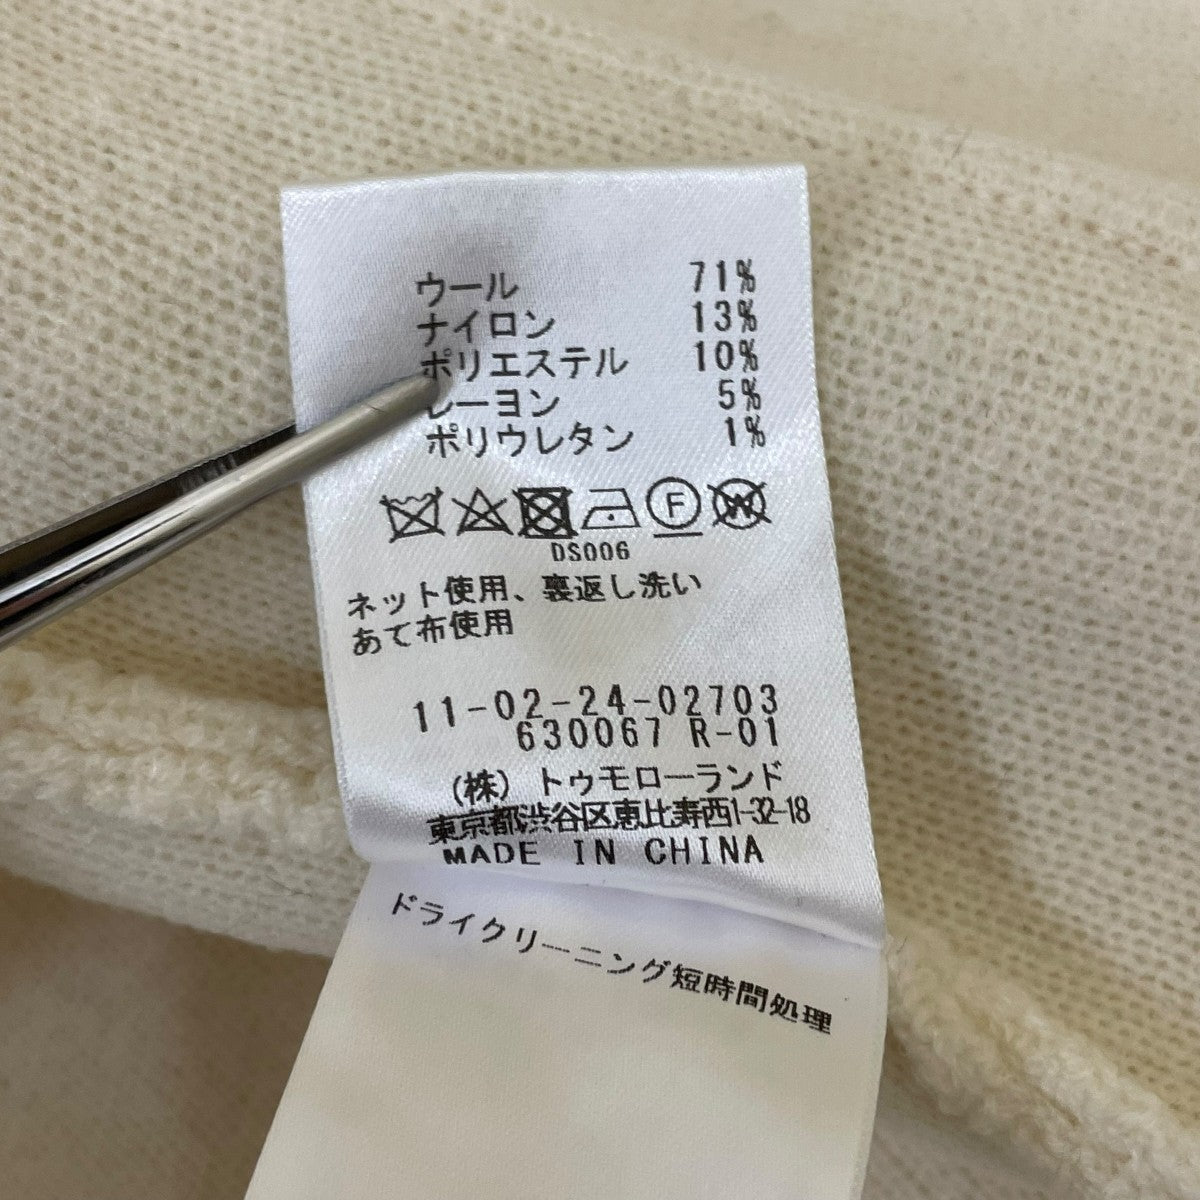 ウール 71%
ナイロン 13%
ポリエステル 10%
レーヨン 5%
ポリウレタン 1%
F W
DS006
ネット使用、裏返し洗い
あて布使用
11-02-24-02703
630067 R-01
(株) トゥモローランド
東京都渋谷区恵比寿西1-32-18
MADE IN CHINA
ドライクリーニング短時間処理